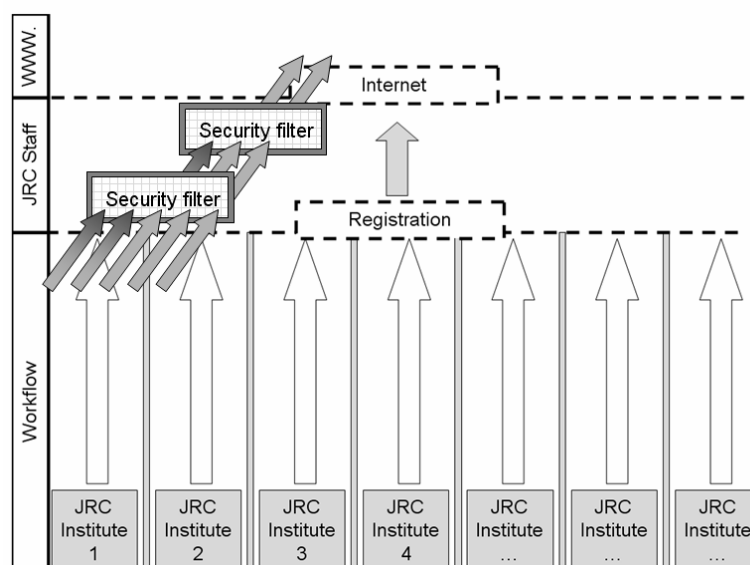 WWW.
Internet
Security filter
JRC Staff
Security filter
Registration
Workflow
JRC
Institute
1
JRC
Institute
2
JRC
Institute
3
JRC
Institute
4
JRC
Institute
...
JRC
Institute
...
JRC
Institute
...